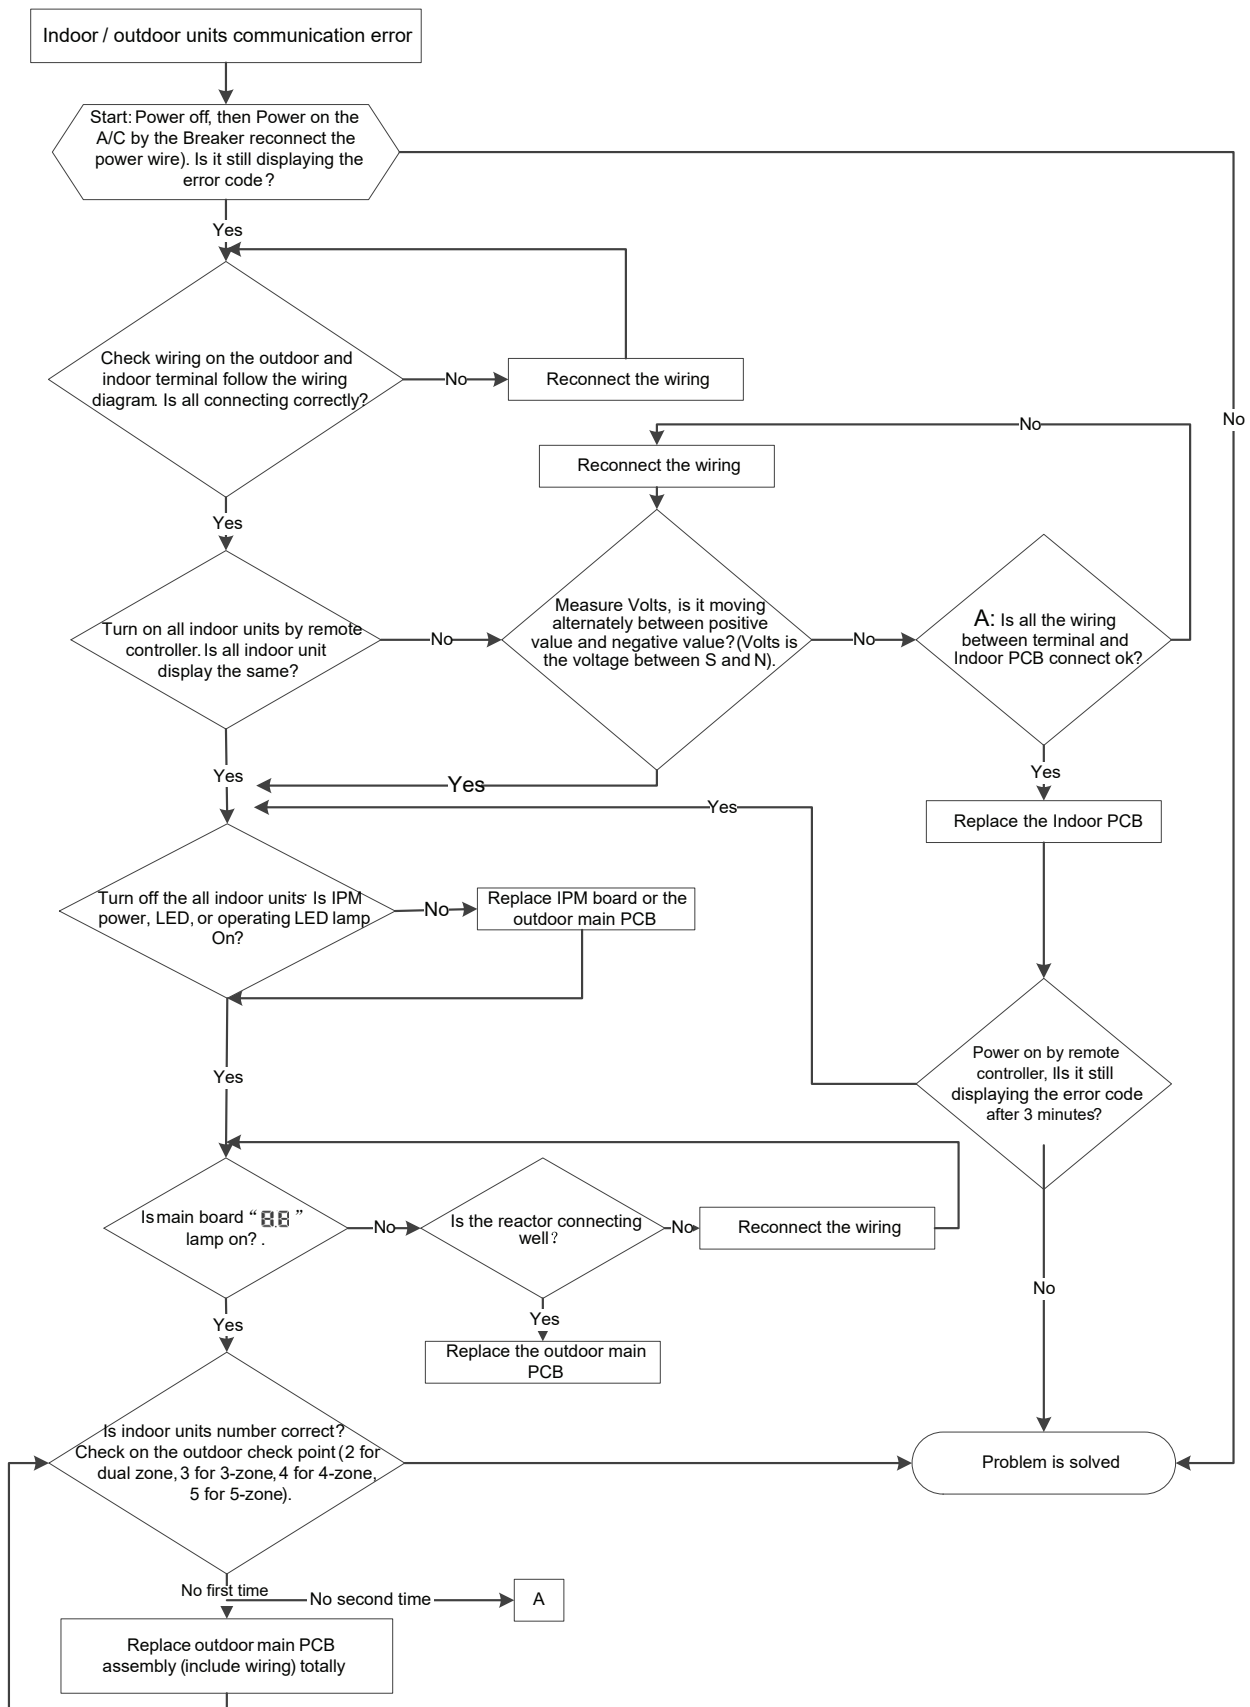 Indoor / outdoor units communication error
Start: Power off, then Power on the
A/C by the Breaker reconnect the
power wire). Is it still displaying the
error code?
Yes
No
Check wiring on the outdoor and
indoor terminal follow the wiring
diagram. Is all connecting correctly?
No
Reconnect the wiring
No
Reconnect the wiring
Yes
Turn on all indoor units by remote
controller. Is all indoor unit
display the same?
No
Measure Volts, is it moving
alternately between positive
value and negative value?(Volts is
the voltage between S and N).
No
A: Is all the wiring
between terminal and
Indoor PCB connect ok?
Yes
Yes
Yes
Yes
Replace the Indoor PCB
Turn off the all indoor units: Is IPM
power, LED, or operating LED lamp
On?
No
Replace IPM board or the
outdoor main PCB
Yes
Power on by remote
controller, IIs it still
displaying the error code
after 3 minutes?
Is main board “8.8.”
lamp on? .
No
Is the reactor connecting
well?
No
Reconnect the wiring
No
Yes
Yes
Replace the outdoor main
PCB
Is indoor units number correct?
Check on the outdoor check point (2 for
dual zone, 3 for 3-zone, 4 for 4-zone,
5 for 5-zone).
Problem is solved
No first time
No second time
A
Replace outdoor main PCB
assembly (include wiring) totally